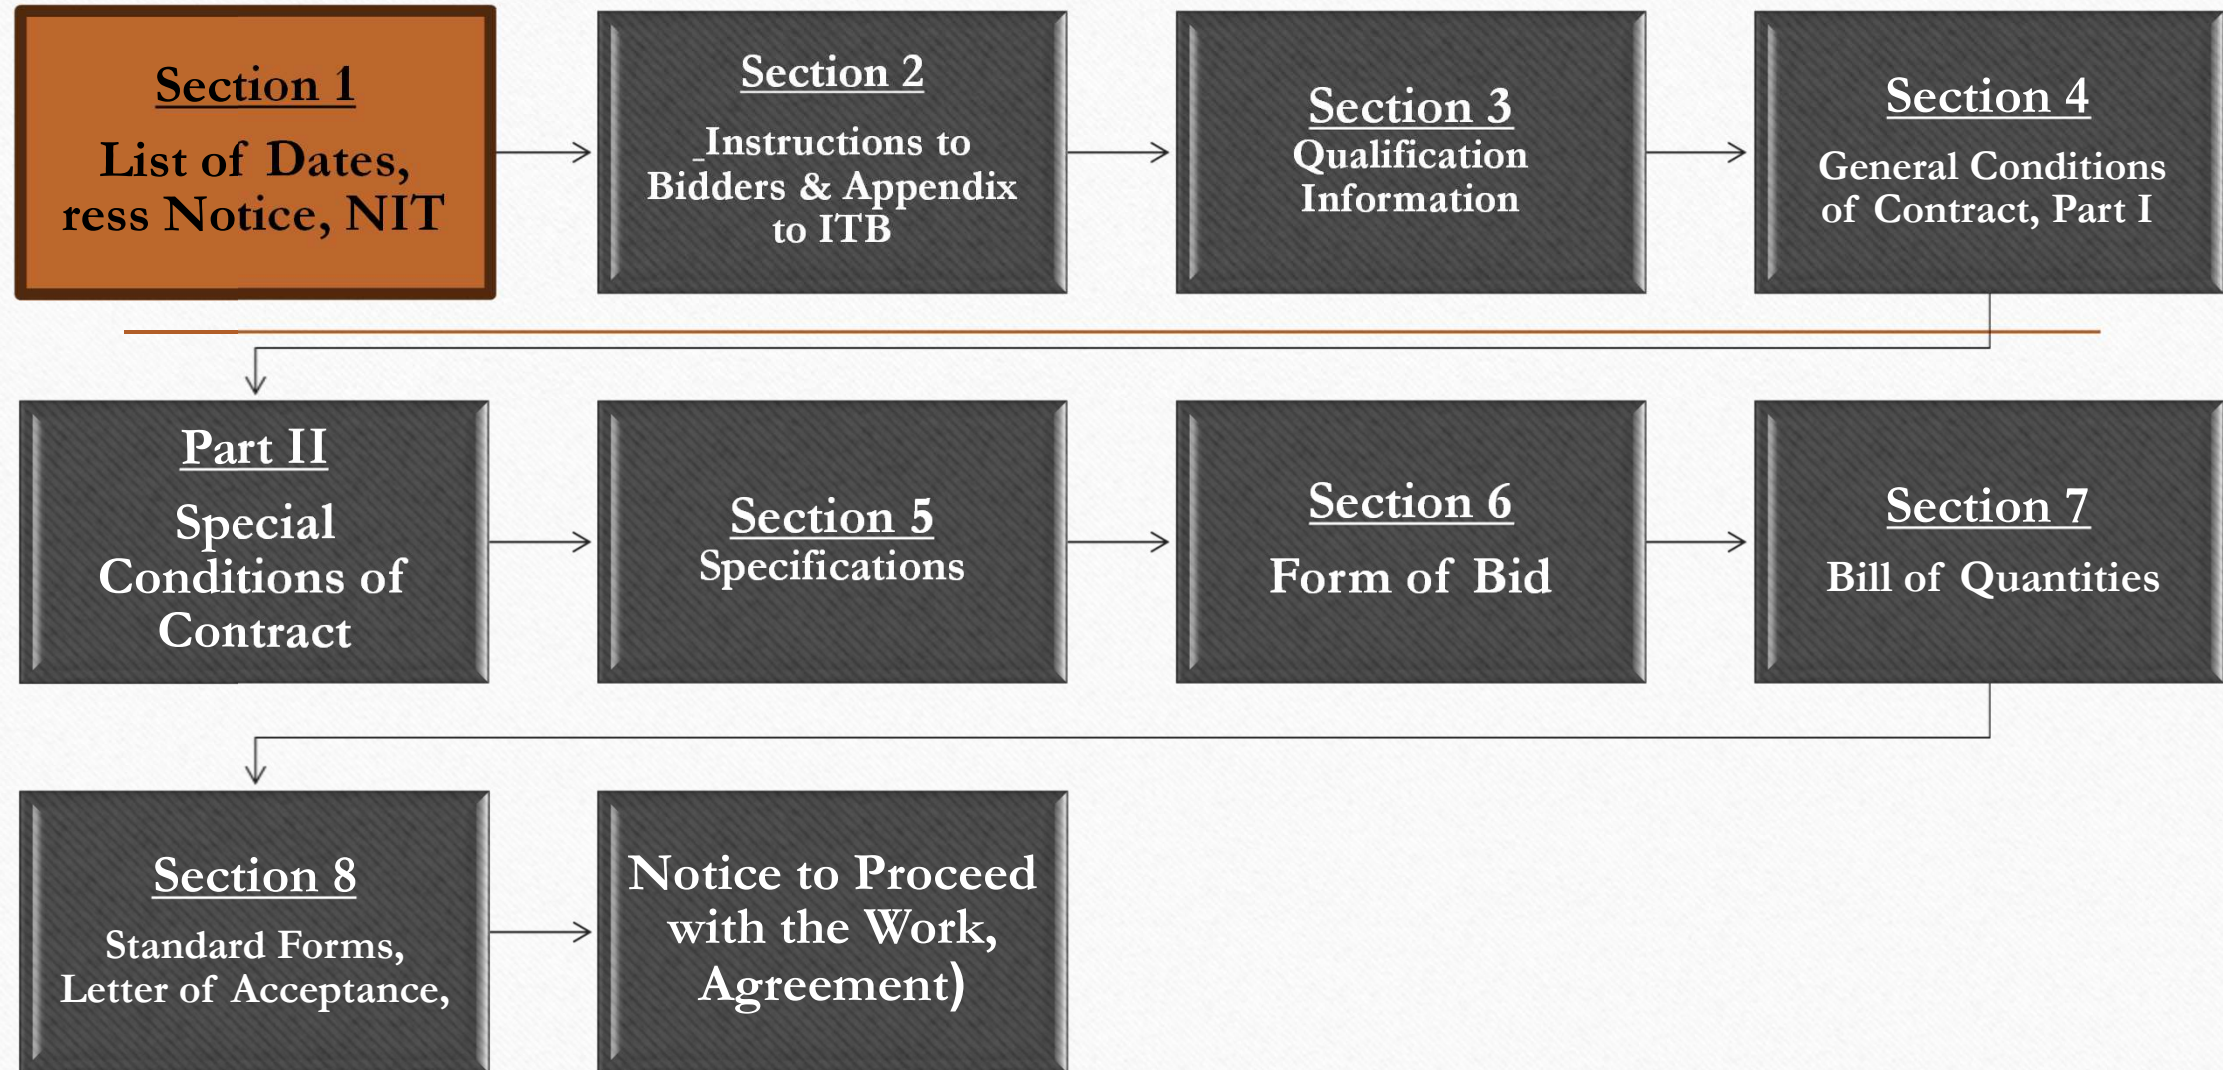 Section 1
List of Dates,
ress Notice, NIT
Section 2
Instructions to
Bidders & Appendix
to ITB
Section 3
Qualification
Information
Section 4
General Conditions
of Contract, Part I
Part II
Special
Conditions of
Contract
Section 5
Specifications
Section 6
Form of Bid
Section 7
Bill of Quantities
Section 8
Standard Forms,
Letter of Acceptance,
Notice to Proceed
with the Work,
Agreement)